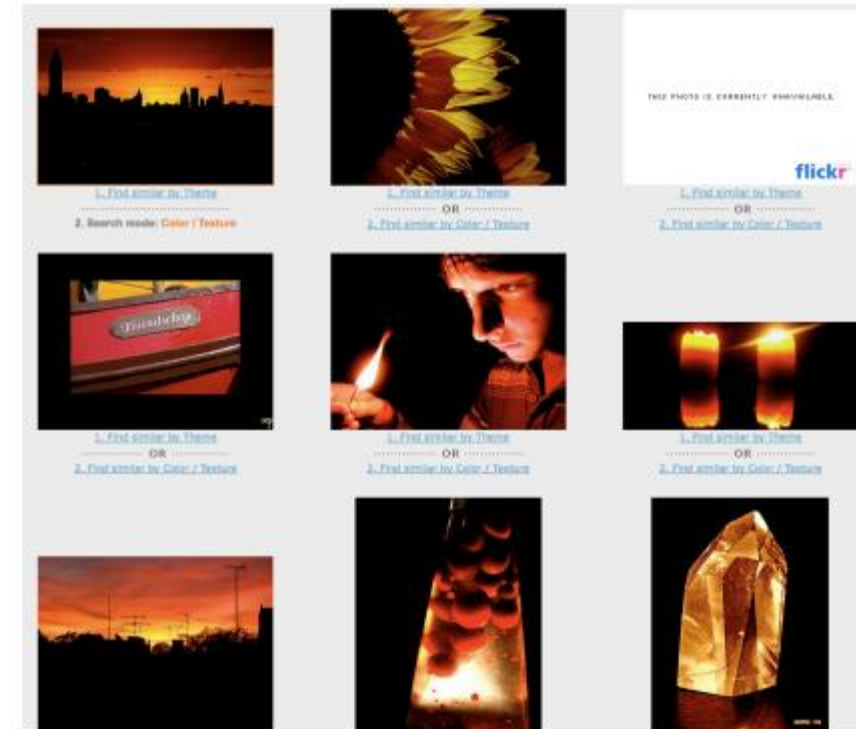 THIS PHOTO IS CURRENTLY UNAVAILABLE.
flickr
1. Find similar by Theme
2. Search mode: Color / Texture
1. Find similar by Theme
OR
2. Find similar by Color / Texture
1. Find similar by Theme
OR
2. Find similar by Color / Texture
Friendship
1. Find similar by Theme
OR
2. Find similar by Color / Texture
1. Find similar by Theme
OR
2. Find similar by Color / Texture
1. Find similar by Theme
OR
2. Find similar by Color / Texture